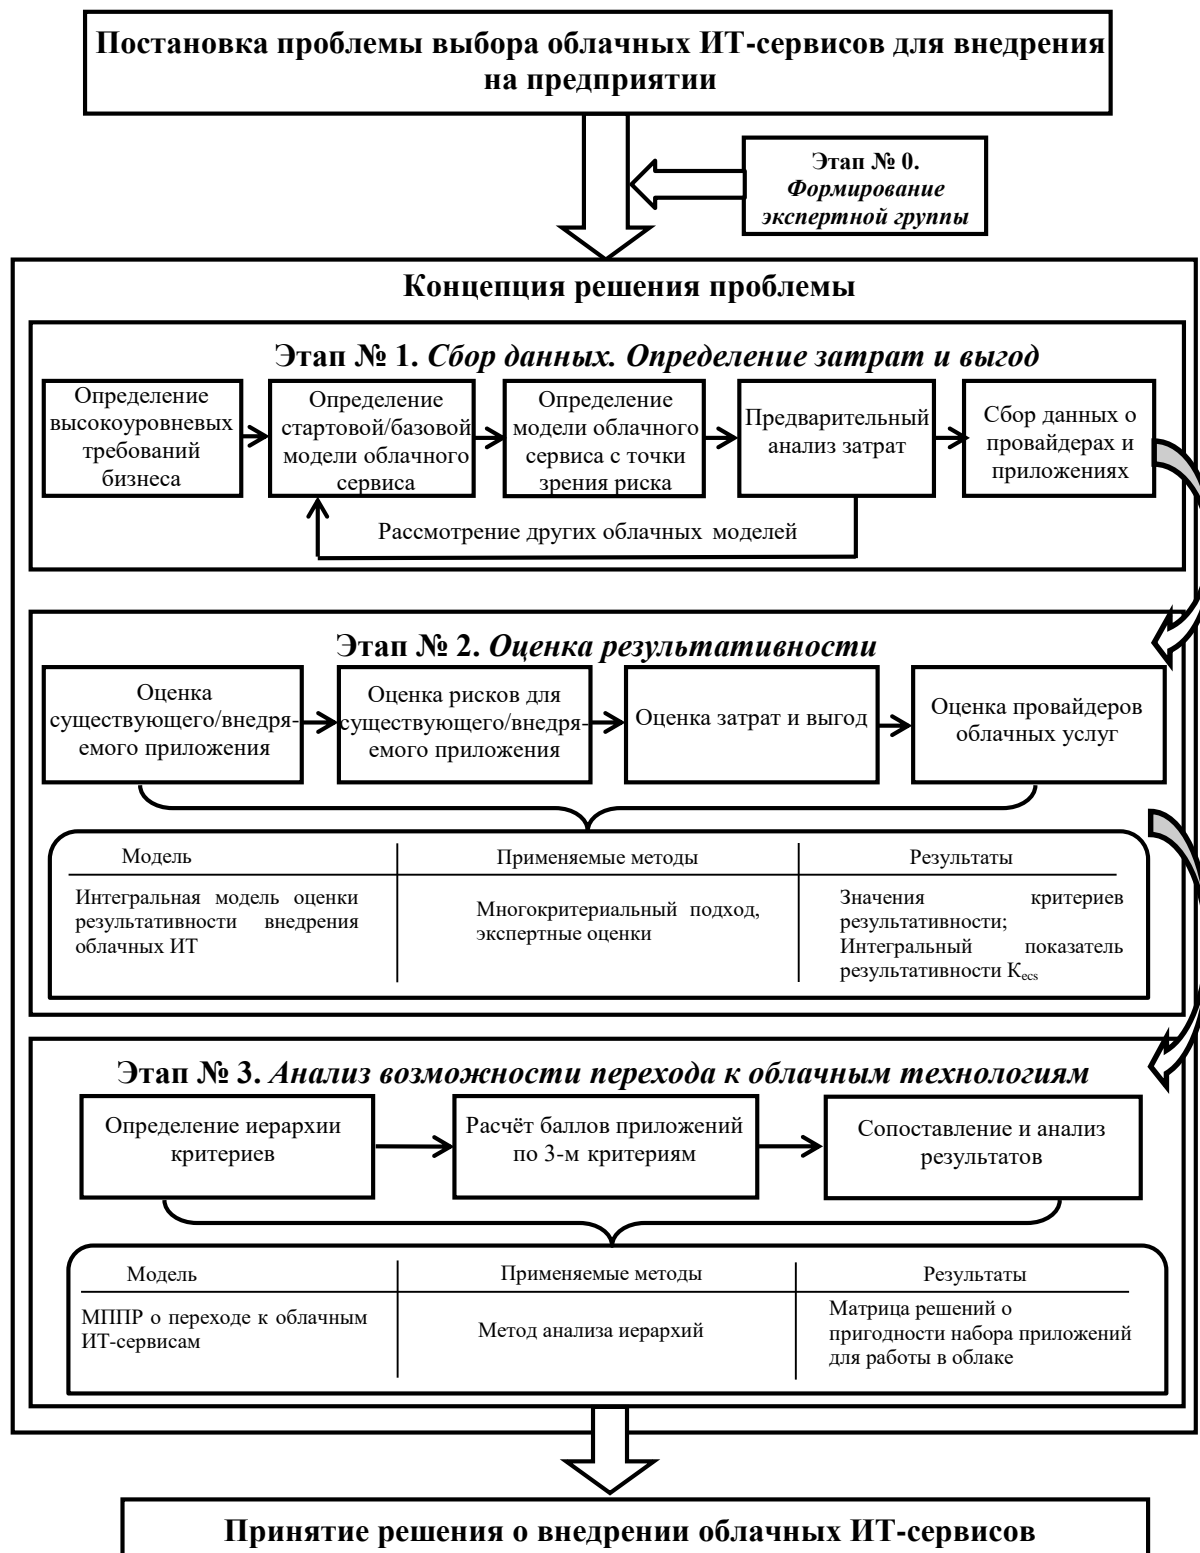 Постановка проблемы выбора облачных ИТ-сервисов для внедрения
на предприятии
Этап № 0.
Формирование
экспертной группы
Концепция решения проблемы
Этап № 1. Сбор данных. Определение затрат и выгод
Определение
высокоуровневых
требований
бизнеса
Определение
стартовой/базовой
модели облачного
сервиса
Определение
модели облачного
сервиса с точки
зрения риска
Предварительный
анализ затрат
Сбор данных о
провайдерах и
приложениях
Рассмотрение других облачных моделей
Этап № 2. Оценка результативности
Оценка
существующего/внедря-
емого приложения
Оценка рисков для
существующего/внедря-
емого приложения
Оценка затрат и выгод
Оценка провайдеров
облачных услуг
Модель
Применяемые методы
Результаты
Интегральная модель оценки
результативности внедрения
облачных ИТ
Многокритериальный подход,
экспертные оценки
Значения критериев
результативности;
Интегральный показатель
результативности Kecs
Этап № 3. Анализ возможности перехода к облачным технологиям
Определение иерархии
критериев
Расчёт баллов приложений
по 3-м критериям
Сопоставление и анализ
результатов
Модель
Применяемые методы
Результаты
МППР о переходе к облачным
ИТ-сервисам
Метод анализа иерархий
Матрица решений о
пригодности набора приложений
для работы в облаке
Принятие решения о внедрении облачных ИТ-сервисов